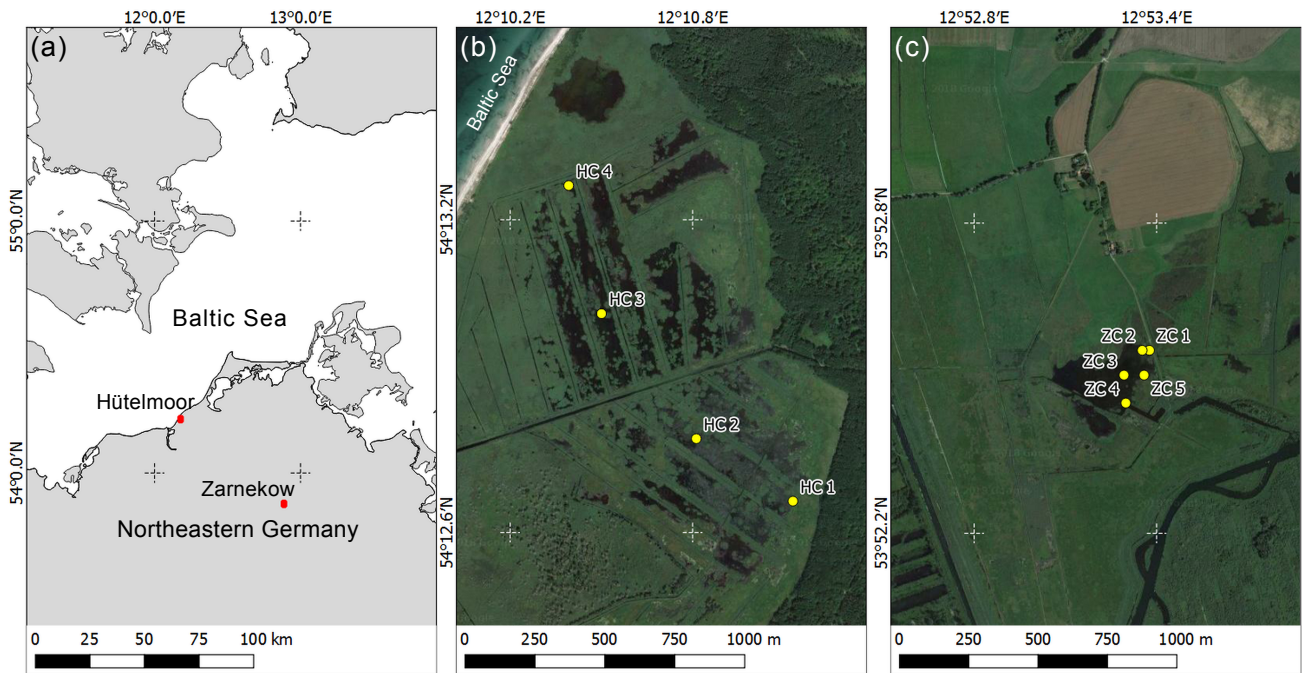 12°0.0'E 13°0.0'E
(a)
55°0.0'N
54°0.0'N
Baltic Sea
Hütelmoor
Zarnekow
Northeastern Germany
0 25 50 75 100 km
12°10.2'E 12°10.8'E
(b)
54°13.2'N
54°12.6'N
Baltic Sea
HC 4
HC 3
HC 2
HC 1
0 250 500 750 1000 m
12°52.8'E 12°53.4'E
(c)
53°52.8'N
53°52.2'N
ZC 2 ZC 1
ZC 3
ZC 4 ZC 5
0 250 500 750 1000 m